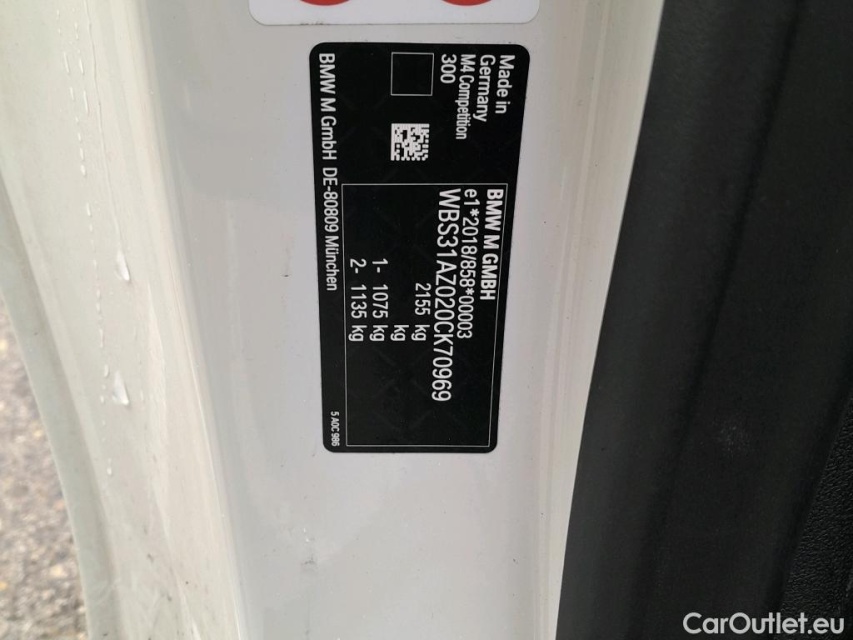 Made in
Germany
M4 Competition
300
BMW M GmbH DE-80809 München
BMW M GMBH
e1*2018/858*00003
WBS31AZ020CK70969
2155 kg
kg
1- 1075 kg
2- 1135 kg
5 A0C 986
CarOutlet.eu